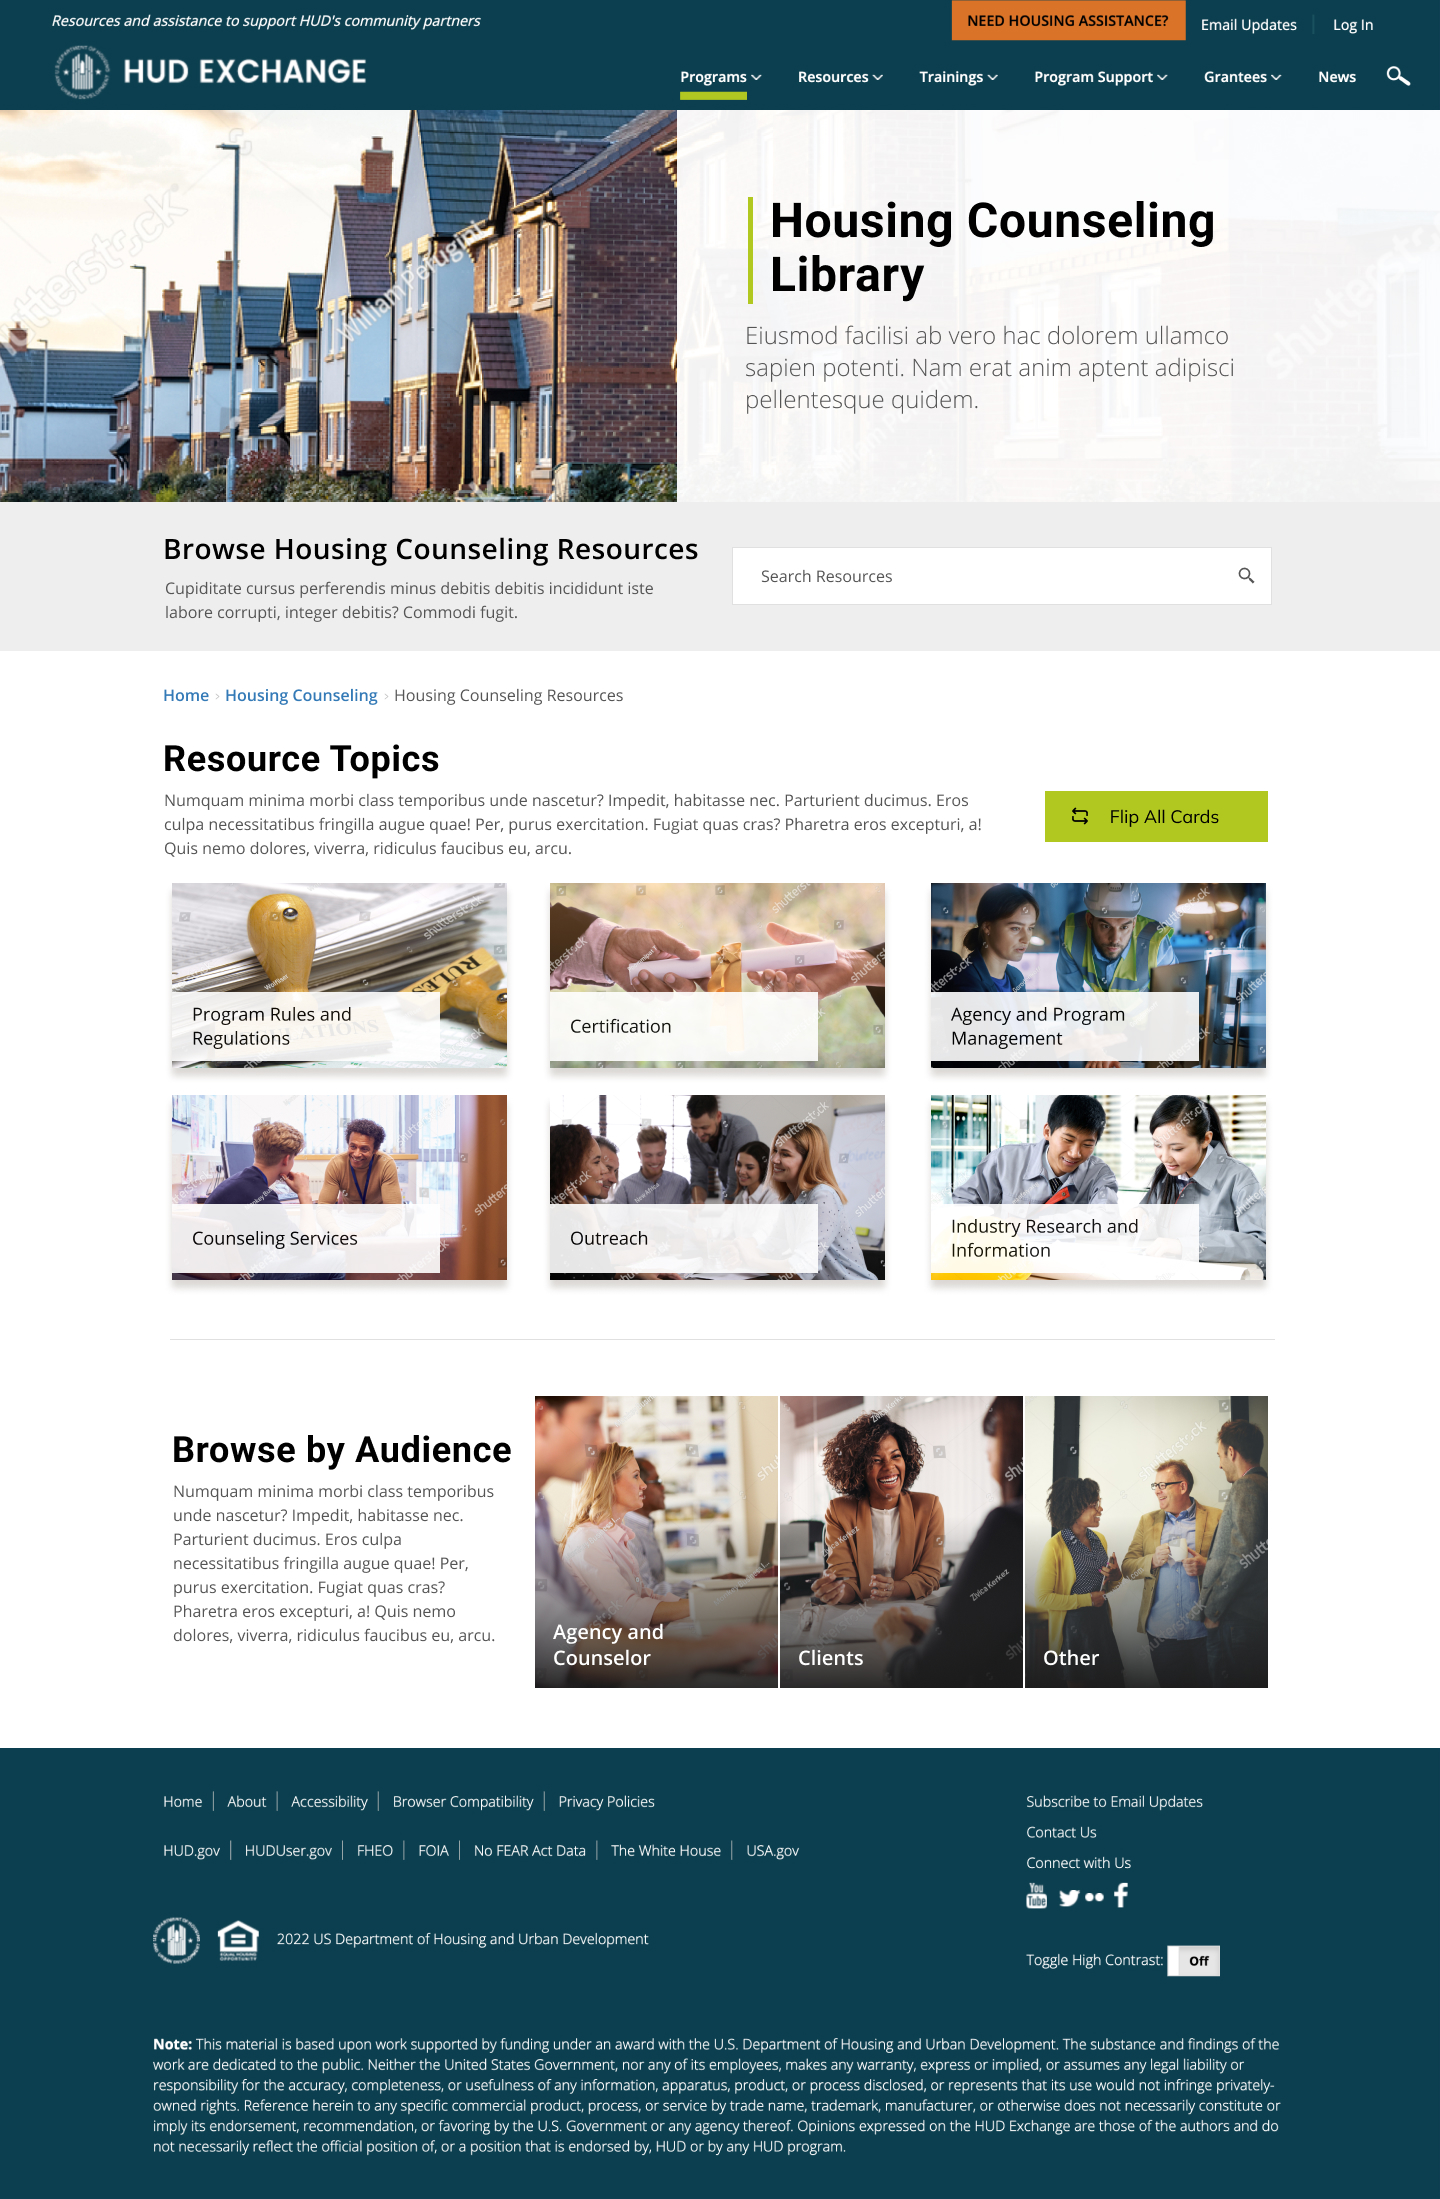 Resources and assistance to support HUD's community partners
NEED HOUSING ASSISTANCE?
Email Updates
Log In
HUD EXCHANGE
Programs
Resources
Trainings
Program Support
Grantees
News
shutterstock
William Perugini
Housing Counseling
Library
Eiusmod facilisi ab vero hac dolorem ullamco
sapien potenti. Nam erat anim aptent adipisci
pellentesque quidem.
Browse Housing Counseling Resources
Cupiditate cursus perferendis minus debitis debitis incididunt iste
labore corrupti, integer debitis? Commodi fugit.
Search Resources
Home › Housing Counseling › Housing Counseling Resources
Resource Topics
Numquam minima morbi class temporibus unde nascetur? Impedit, habitasse nec. Parturient ducimus. Eros
culpa necessitatibus fringilla augue quae! Per, purus exercitation. Fugiat quas cras? Pharetra eros excepturi, a!
Quis nemo dolores, viverra, ridiculus faucibus eu, arcu.
Flip All Cards
RULES
Program Rules and
Regulations
Certification
Agency and Program
Management
Counseling Services
Outreach
Industry Research and
Information
Browse by Audience
Numquam minima morbi class temporibus
unde nascetur? Impedit, habitasse nec.
Parturient ducimus. Eros culpa
necessitatibus fringilla augue quae! Per,
purus exercitation. Fugiat quas cras?
Pharetra eros excepturi, a! Quis nemo
dolores, viverra, ridiculus faucibus eu, arcu.
Agency and
Counselor
Zivica Kerkez
Clients
Other
Home
About
Accessibility
Browser Compatibility
Privacy Policies
HUD.gov
HUDUser.gov
FHEO
FOIA
No FEAR Act Data
The White House
USA.gov
Subscribe to Email Updates
Contact Us
Connect with Us
You
Tube
EQUAL HOUSING
OPPORTUNITY
2022 US Department of Housing and Urban Development
Toggle High Contrast: Off
Note: This material is based upon work supported by funding under an award with the U.S. Department of Housing and Urban Development. The substance and findings of the
work are dedicated to the public. Neither the United States Government, nor any of its employees, makes any warranty, express or implied, or assumes any legal liability or
responsibility for the accuracy, completeness, or usefulness of any information, apparatus, product, or process disclosed, or represents that its use would not infringe privately-
owned rights. Reference herein to any specific commercial product, process, or service by trade name, trademark, manufacturer, or otherwise does not necessarily constitute or
imply its endorsement, recommendation, or favoring by the U.S. Government or any agency thereof. Opinions expressed on the HUD Exchange are those of the authors and do
not necessarily reflect the official position of, or a position that is endorsed by, HUD or by any HUD program.